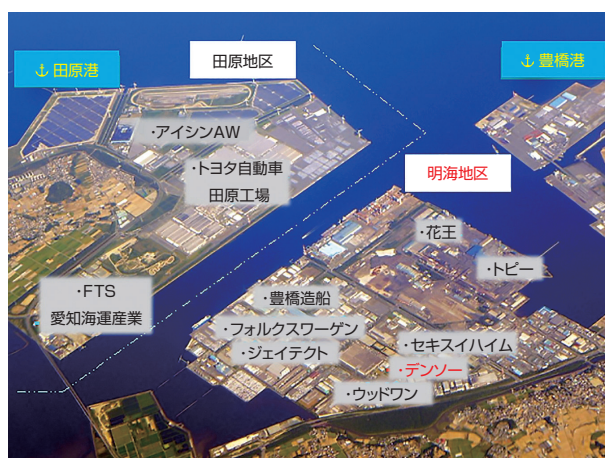 ⚓田原港
田原地区
⚓豊橋港
・アイシンAW
・トヨタ自動車
田原工場
明海地区
・花王
・トピー
・FTS
愛知海運産業
・豊橋造船
・フォルクスワーゲン
・ジェイテクト
・セキスイハイム
・デンソー
・ウッドワン